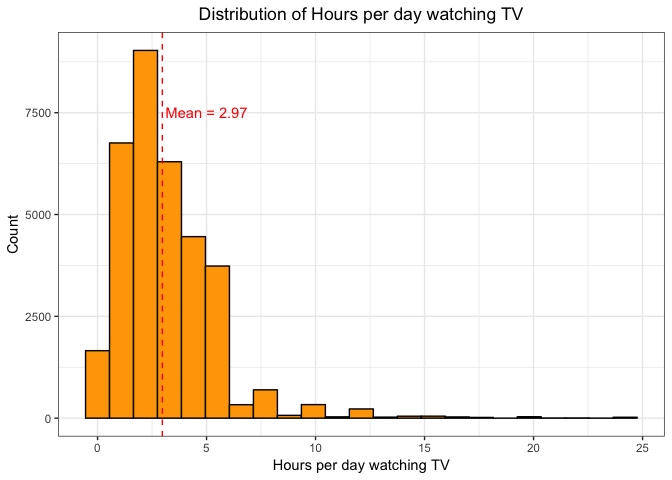 Distribution of Hours per day watching TV
Mean = 2.97
7500
5000
2500
0
Count
0 5 10 15 20 25
Hours per day watching TV